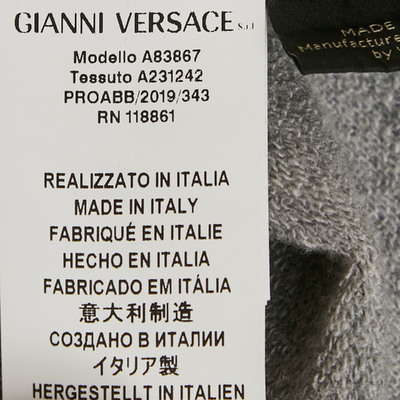 GIANNI VERSACE S.r.l
Modello A83867
Tessuto A231242
PROABB/2019/343
RN 118861
REALIZZATO IN ITALIA
MADE IN ITALY
FABRIQUÉ EN ITALIE
HECHO EN ITALIA
FABRICADO EM ITÁLIA
意大利制造
СОЗДАНО В ИТАЛИИ
イタリア製
HERGESTELLT IN ITALIEN
MADE
Manufacture
by